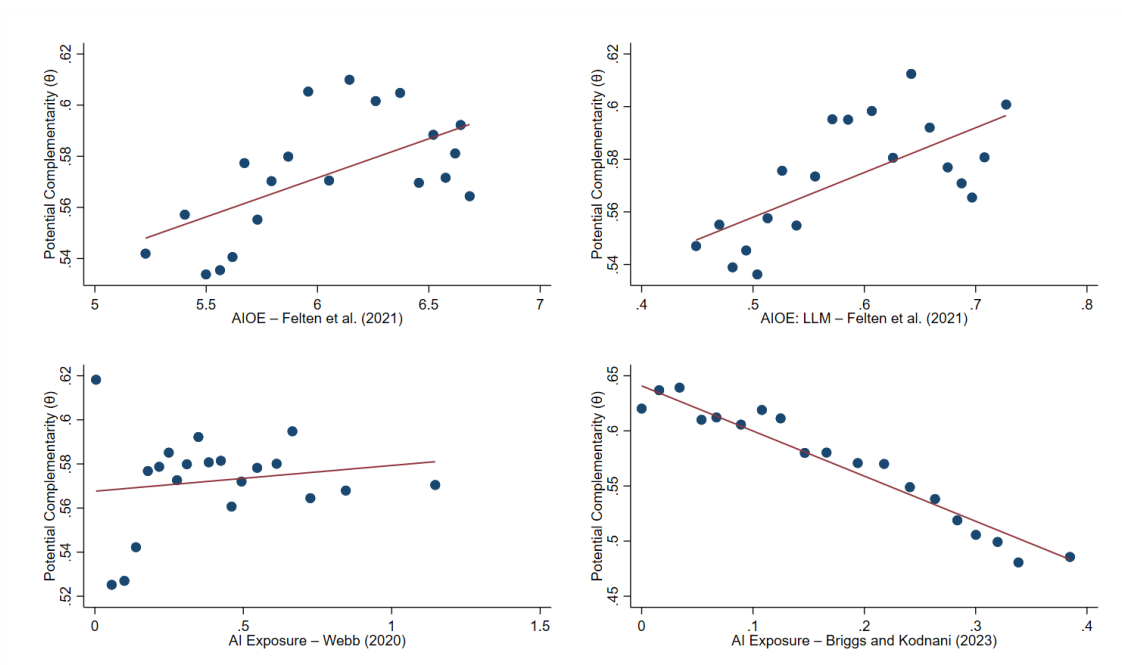 Potential Complementarity (θ)
.62
.6
.58
.56
.54
5 5.5 6 6.5 7
AIOE – Felten et al. (2021)
Potential Complementarity (θ)
.62
.6
.58
.56
.54
.4 .5 .6 .7 .8
AIOE: LLM – Felten et al. (2021)
Potential Complementarity (θ)
.62
.6
.58
.56
.54
.52
0 .5 1 1.5
AI Exposure – Webb (2020)
Potential Complementarity (θ)
.65
.6
.55
.5
.45
0 .1 .2 .3 .4
AI Exposure – Briggs and Kodnani (2023)